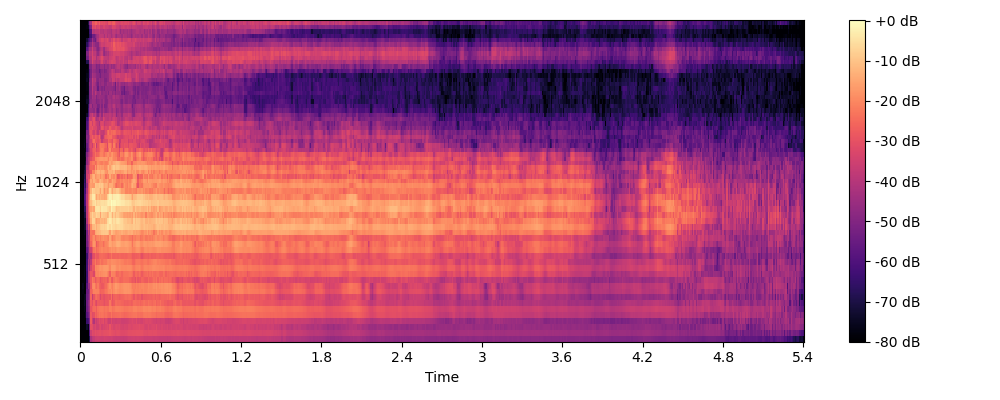 +0 dB
-10 dB
2048
-20 dB
-30 dB
Hz
1024
-40 dB
-50 dB
512
-60 dB
-70 dB
-80 dB
0 0.6 1.2 1.8 2.4 3 3.6 4.2 4.8 5.4
Time